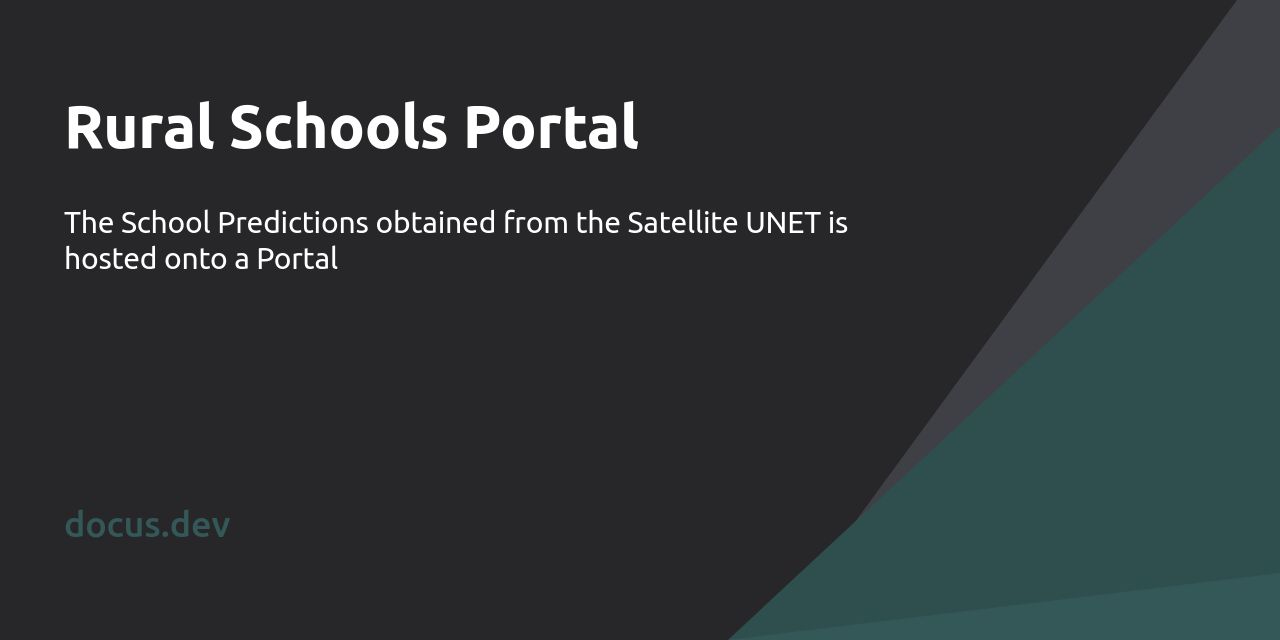 Rural Schools Portal
The School Predictions obtained from the Satellite UNET is
hosted onto a Portal
docus.dev